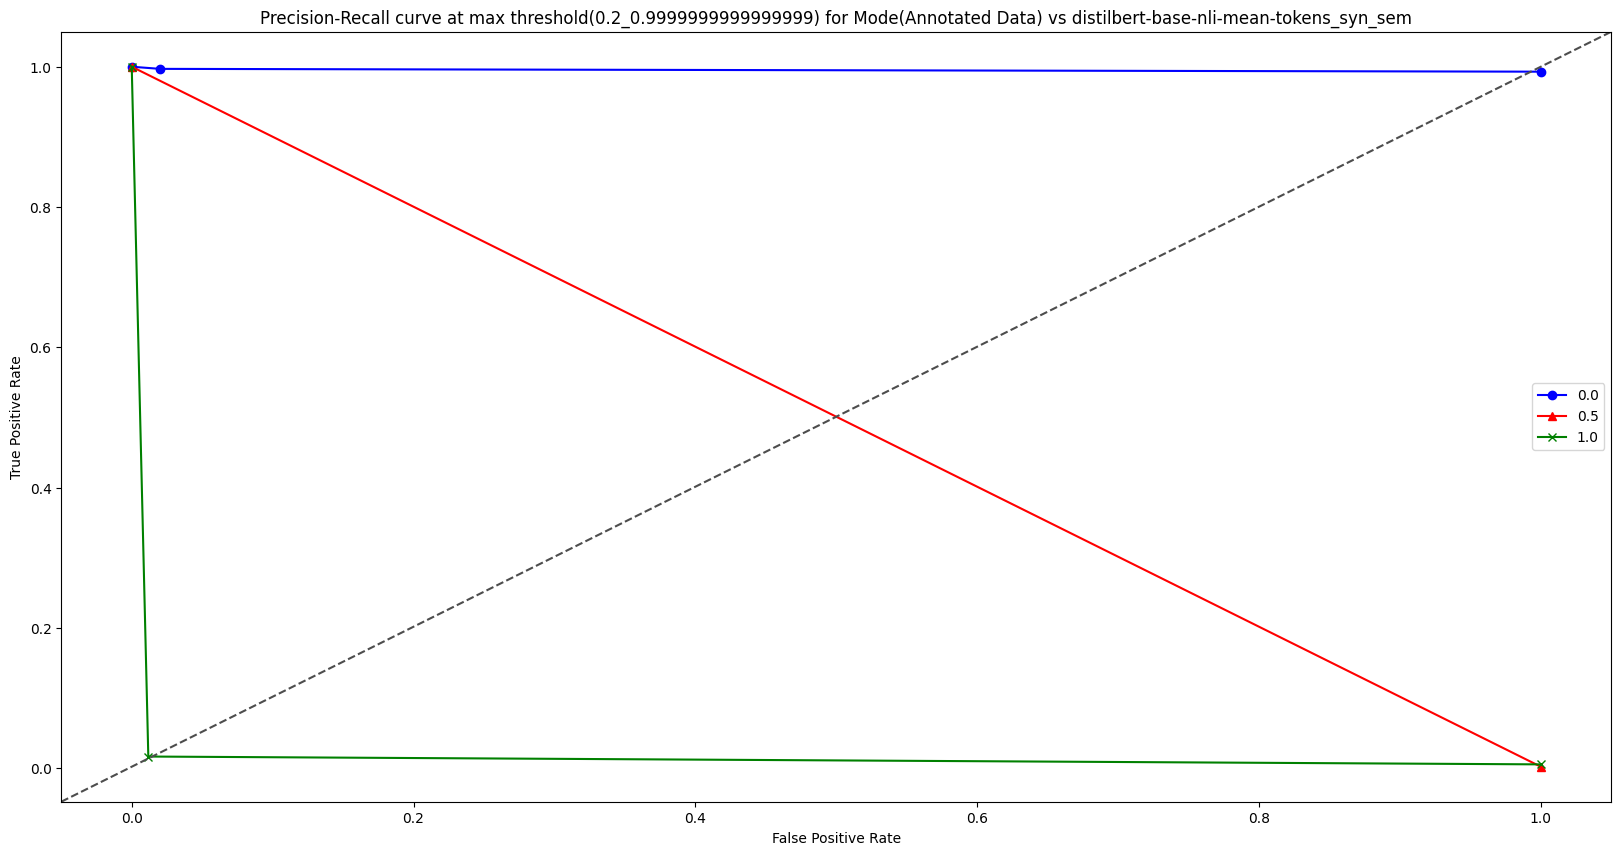 Precision-Recall curve at max threshold(0.2_0.9999999999999999) for Mode(Annotated Data) vs distilbert-base-nli-mean-tokens_syn_sem
1.0
0.8
0.6
0.4
0.2
0.0
True Positive Rate
0.0
0.5
1.0
0.0 0.2 0.4 0.6 0.8 1.0
False Positive Rate